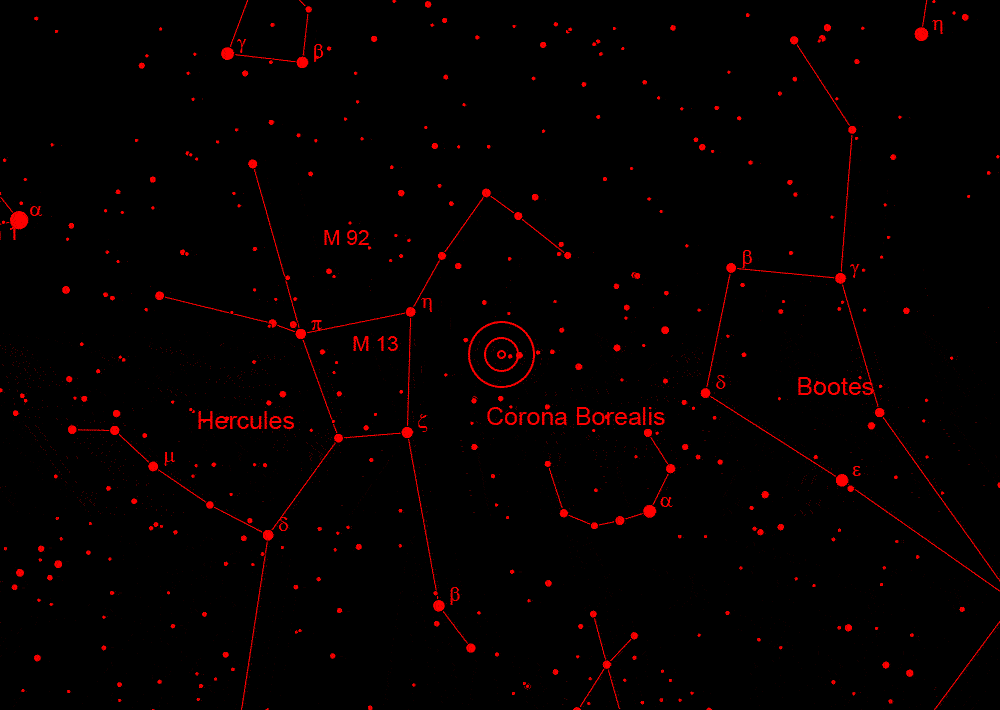 η
γ
β
α
M 92
β
γ
η
π
M 13
δ
Bootes
Hercules
Corona Borealis
ζ
μ
ε
α
δ
β